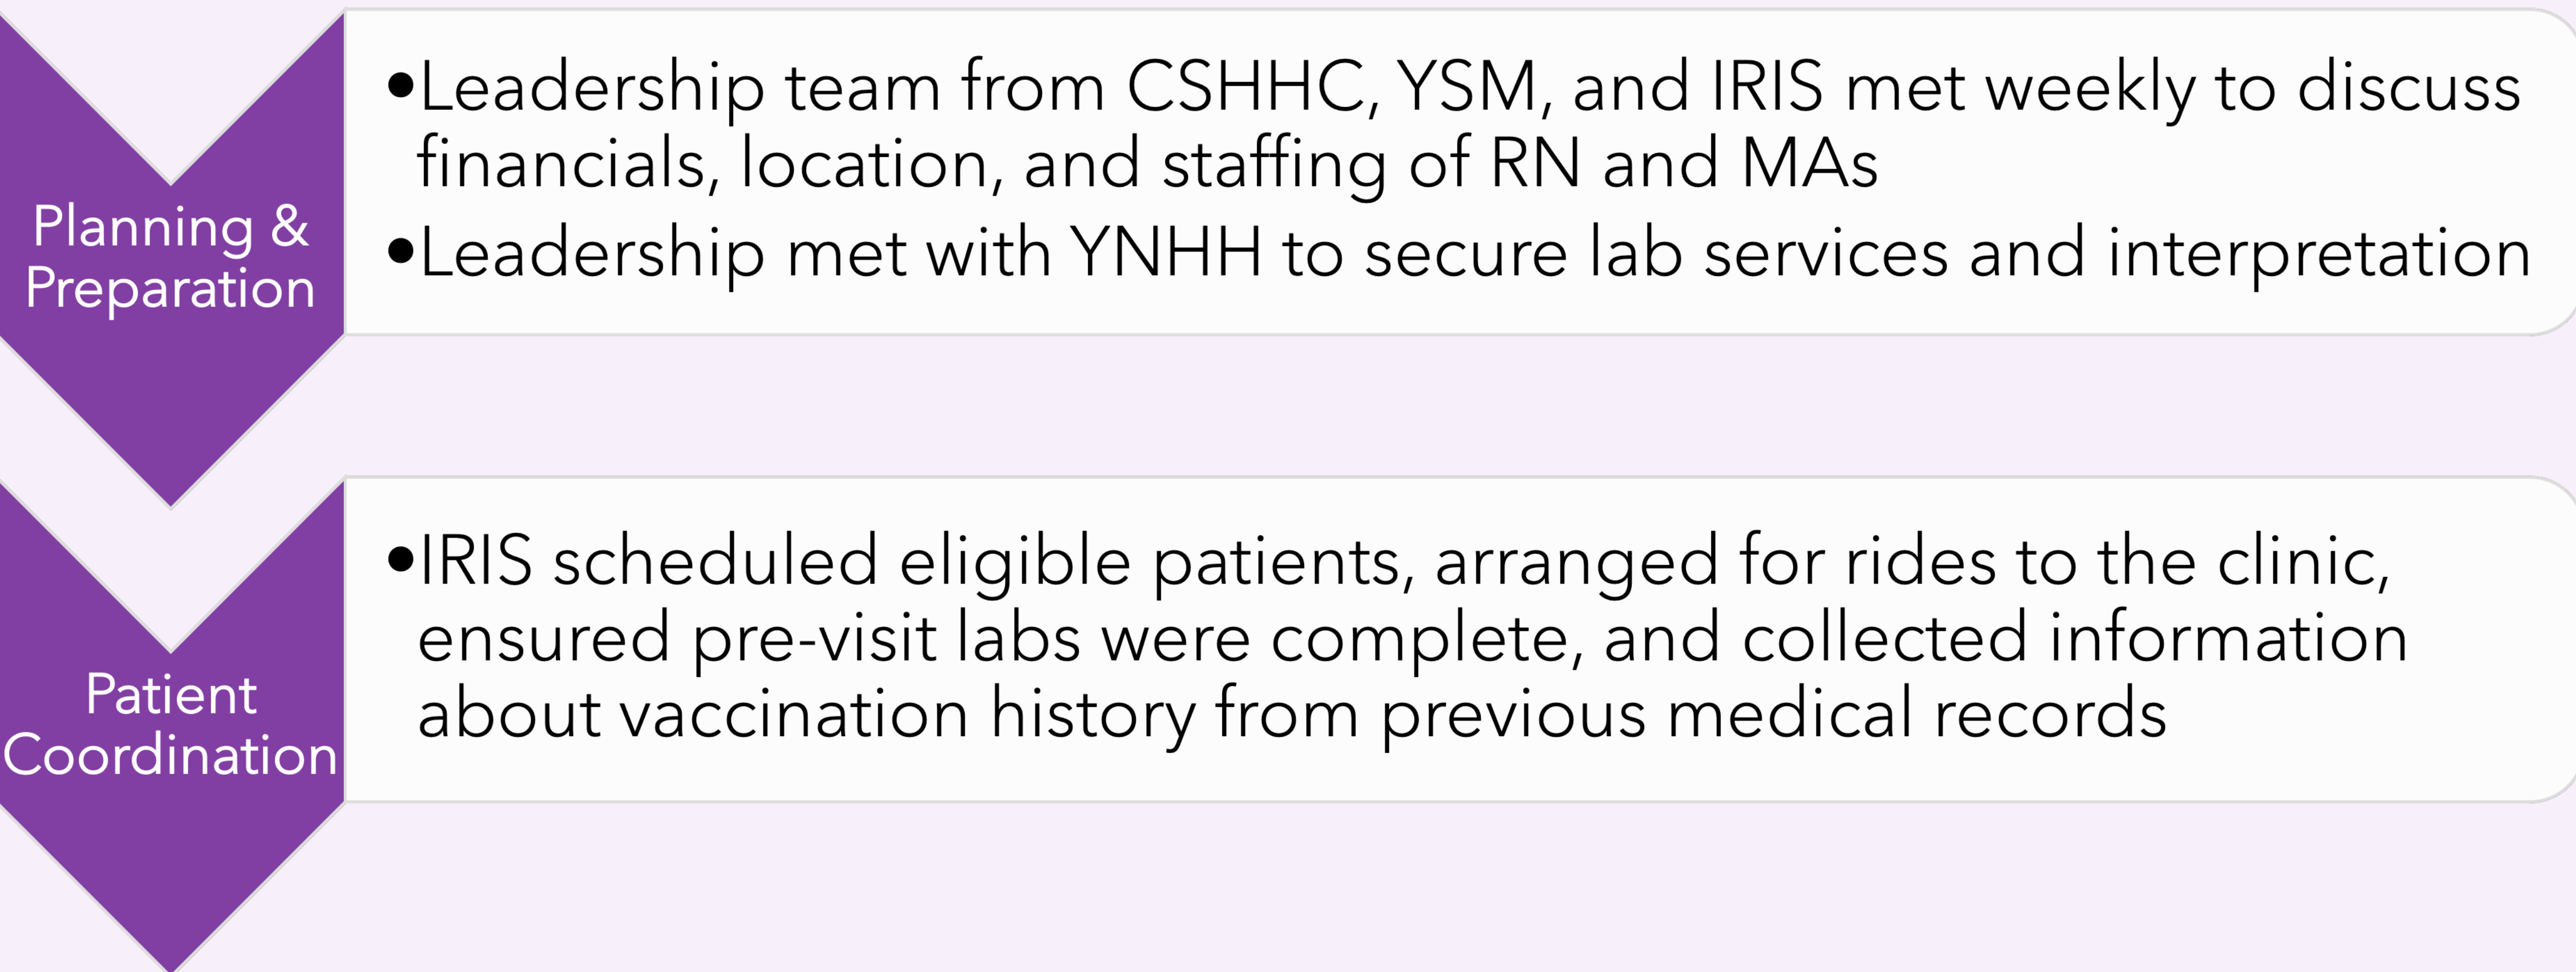 Planning &
Preparation
•Leadership team from CSHHC, YSM, and IRIS met weekly to discuss
financials, location, and staffing of RN and MAs
•Leadership met with YNHH to secure lab services and interpretation
Patient
Coordination
•IRIS scheduled eligible patients, arranged for rides to the clinic,
ensured pre-visit labs were complete, and collected information
about vaccination history from previous medical records